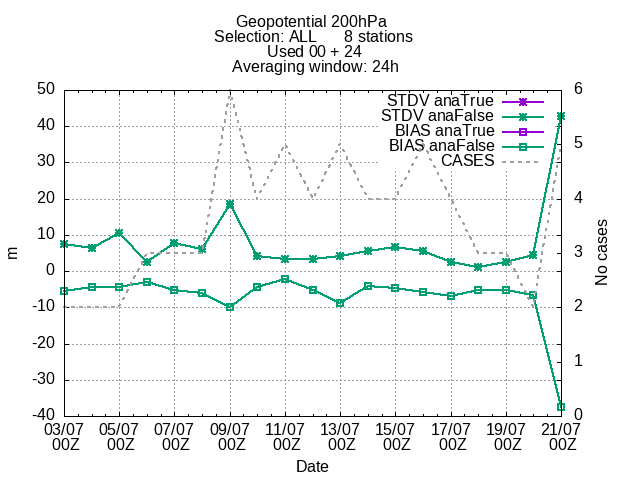 Geopotential 200hPa
Selection: ALL 8 stations
Used 00 + 24
Averaging window: 24h
STDV anaTrue
STDV anaFalse
BIAS anaTrue
BIAS anaFalse
CASES
50
40
30
20
10
0
-10
-20
-30
-40
m
6
5
4
3
2
1
0
No cases
03/07 05/07 07/07 09/07 11/07 13/07 15/07 17/07 19/07 21/07
00Z 00Z 00Z 00Z 00Z 00Z 00Z 00Z 00Z 00Z
Date